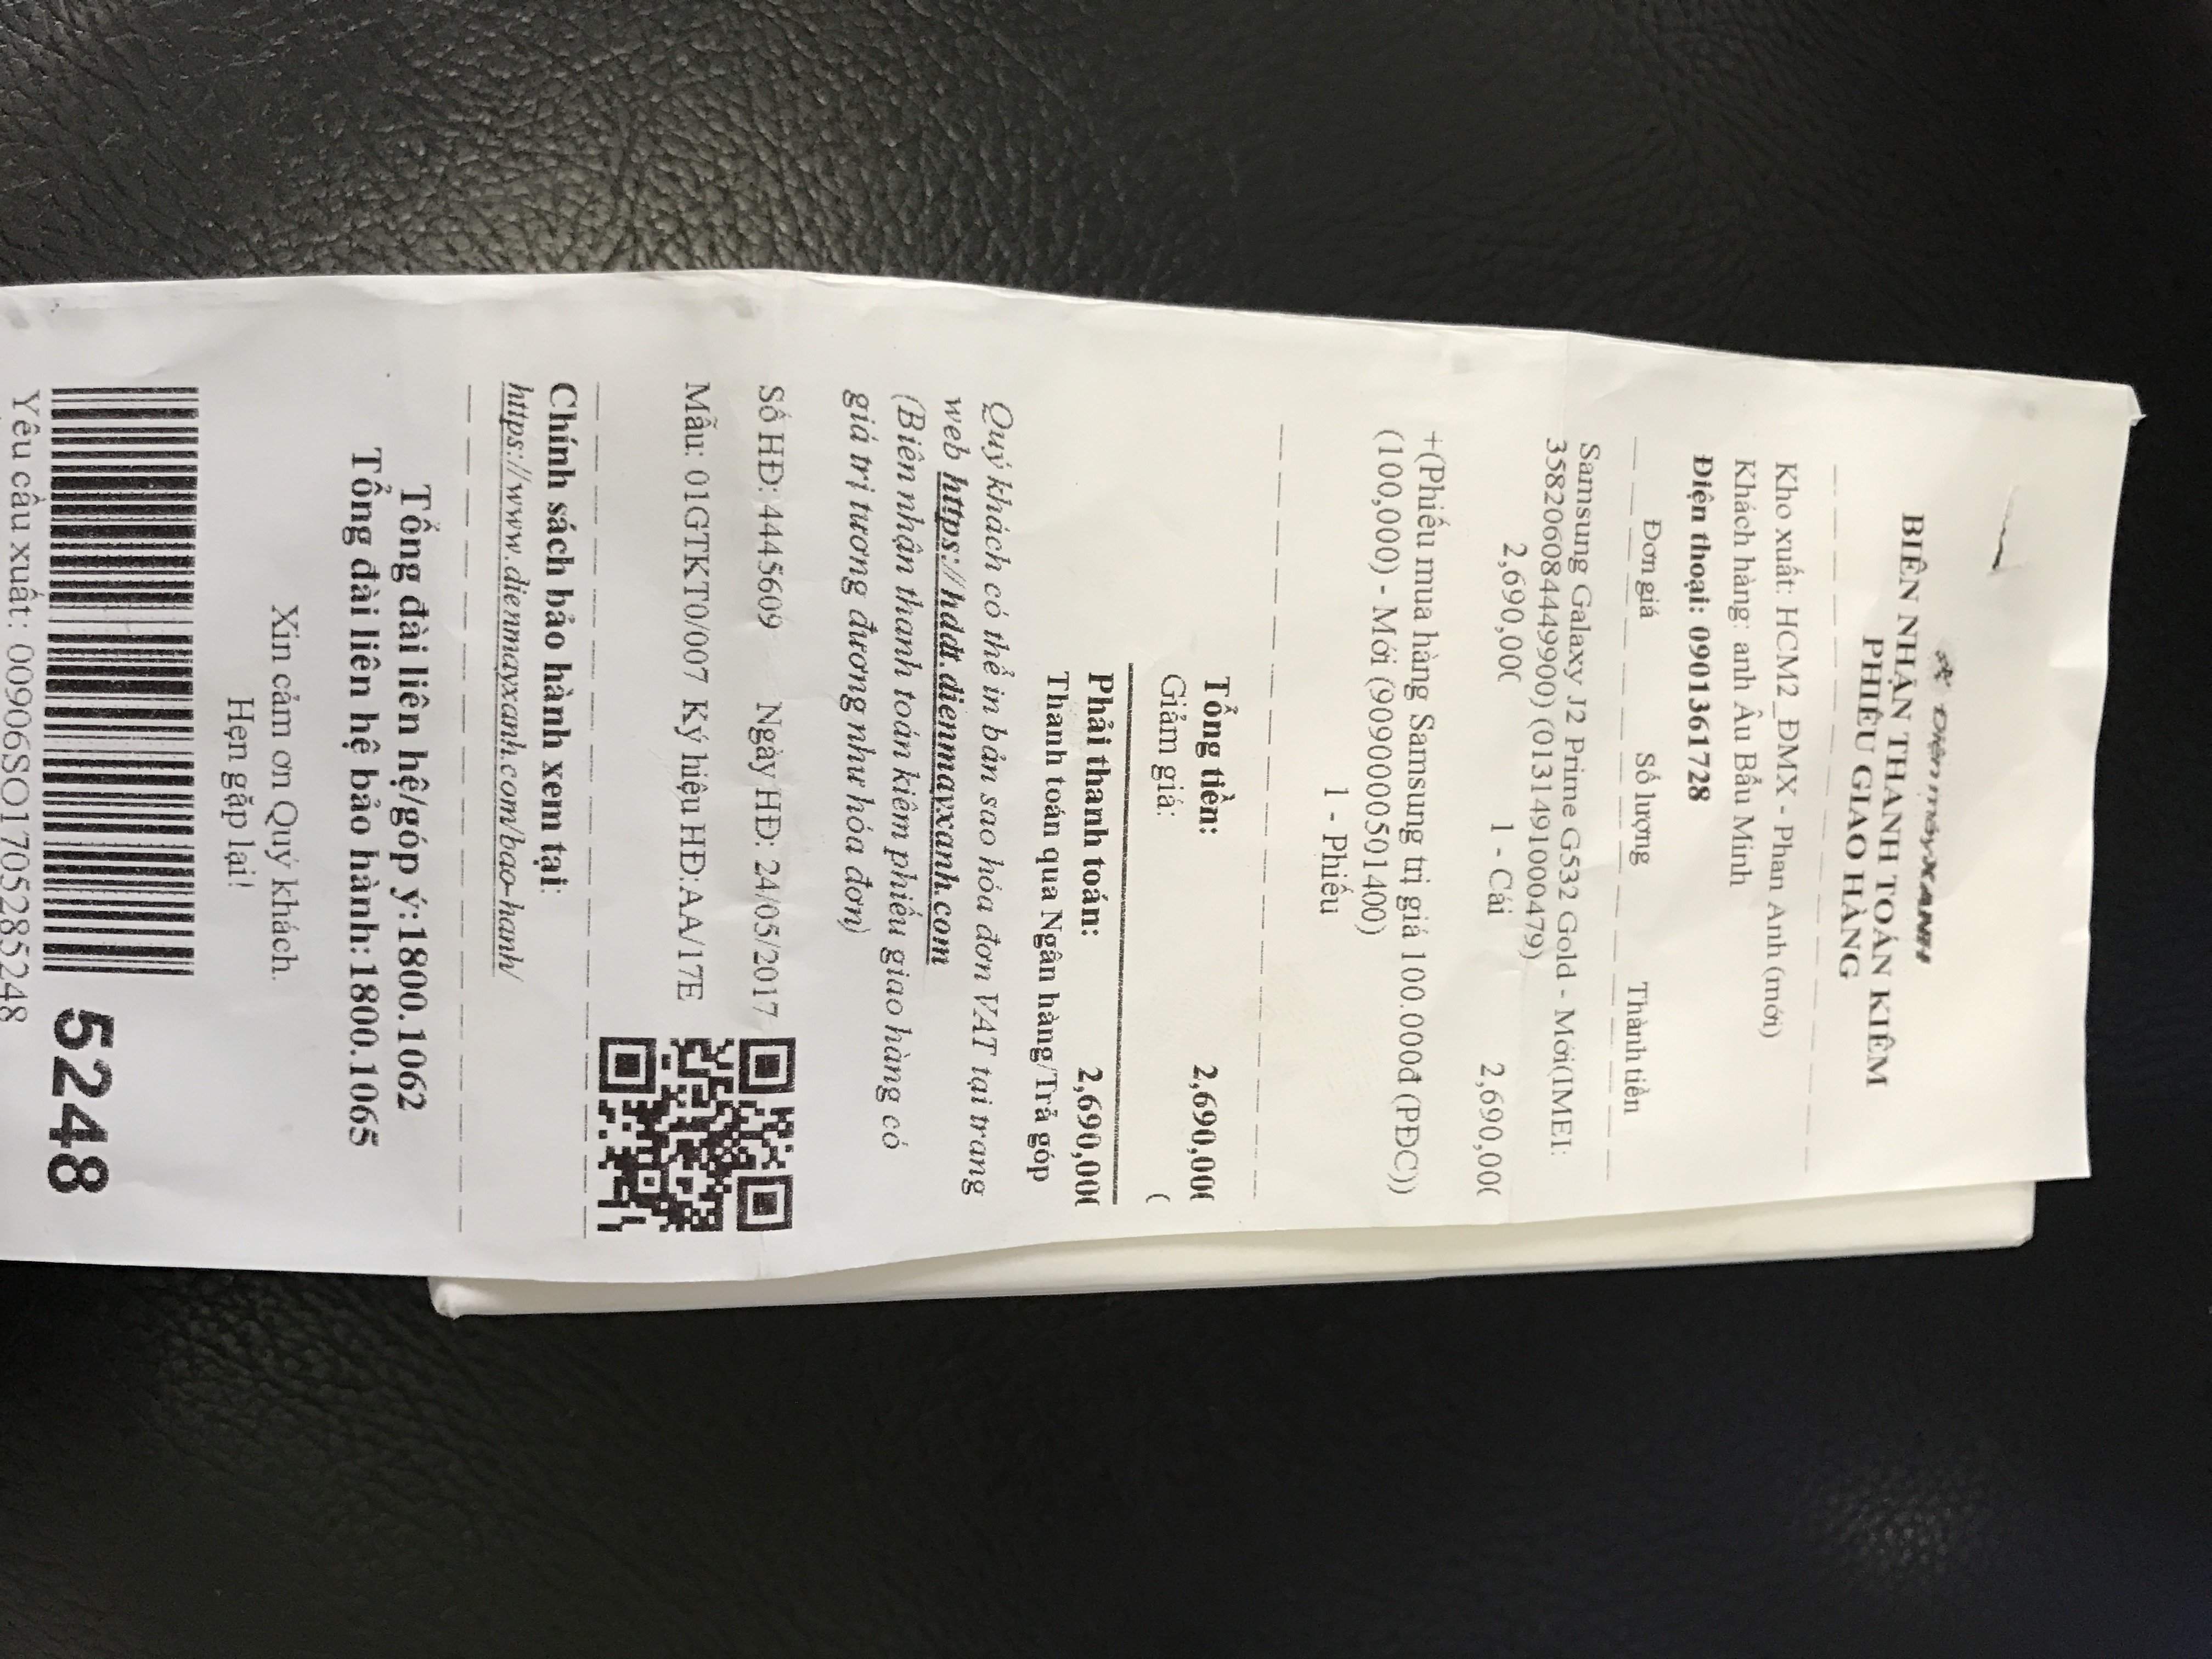 Điện máy XANH
BIÊN NHẬN THANH TOÁN KIÊM
PHIẾU GIAO HÀNG
Kho xuất: HCM2_ĐMX - Phan Anh (mới)
Khách hàng: anh Âu Bẩu Minh
Điện thoại: 0901361728
Đơn giá Số lượng Thành tiền
Samsung Galaxy J2 Prime G532 Gold - Mới(IMEI:
358206084449900) (0131491000479)
2,690,000 1 - Cái 2,690,000
+(Phiếu mua hàng Samsung trị giá 100.000đ (PĐC))
(100,000) - Mới (9090000501400)
1 - Phiếu
Tổng tiền: 2,690,000
Giảm giá:
Phải thanh toán: 2,690,000
Thanh toán qua Ngân hàng/Trả góp
Quý khách có thể in bản sao hóa đơn VAT tại trang
web https://hddt.dienmayxanh.com
(Biên nhận thanh toán kiêm phiếu giao hàng có
giá trị tương đương như hóa đơn)
Số HĐ: 4445609 Ngày HĐ: 24/05/2017
Mẫu: 01GTKT0/007 Ký hiệu HĐ:AA/17E
Chính sách bảo hành xem tại:
https://www.dienmayxanh.com/bao-hanh/
Tổng đài liên hệ/góp ý:1800.1062
Tổng đài liên hệ bảo hành:1800.1065
Xin cảm ơn Quý khách.
Hẹn gặp lại!
5248
Yêu cầu xuất: 00906SO1705285248